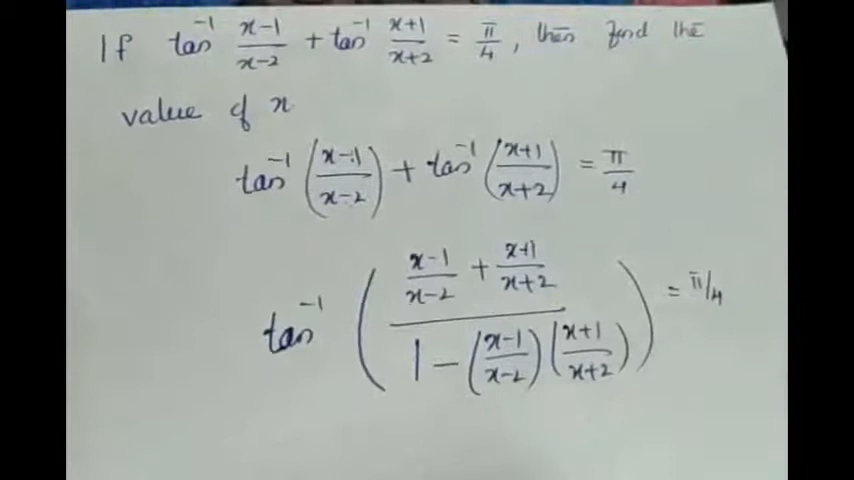 If tan⁻¹ (x-1)/(x-2) + tan⁻¹ (x+1)/(x+2) = π/4, then find the
value of x
tan⁻¹ ((x-1)/(x-2)) + tan⁻¹ ((x+1)/(x+2)) = π/4
tan⁻¹ (((x-1)/(x-2) + (x+1)/(x+2)) / (1 - ((x-1)/(x-2)) ((x+1)/(x+2)))) = π/4